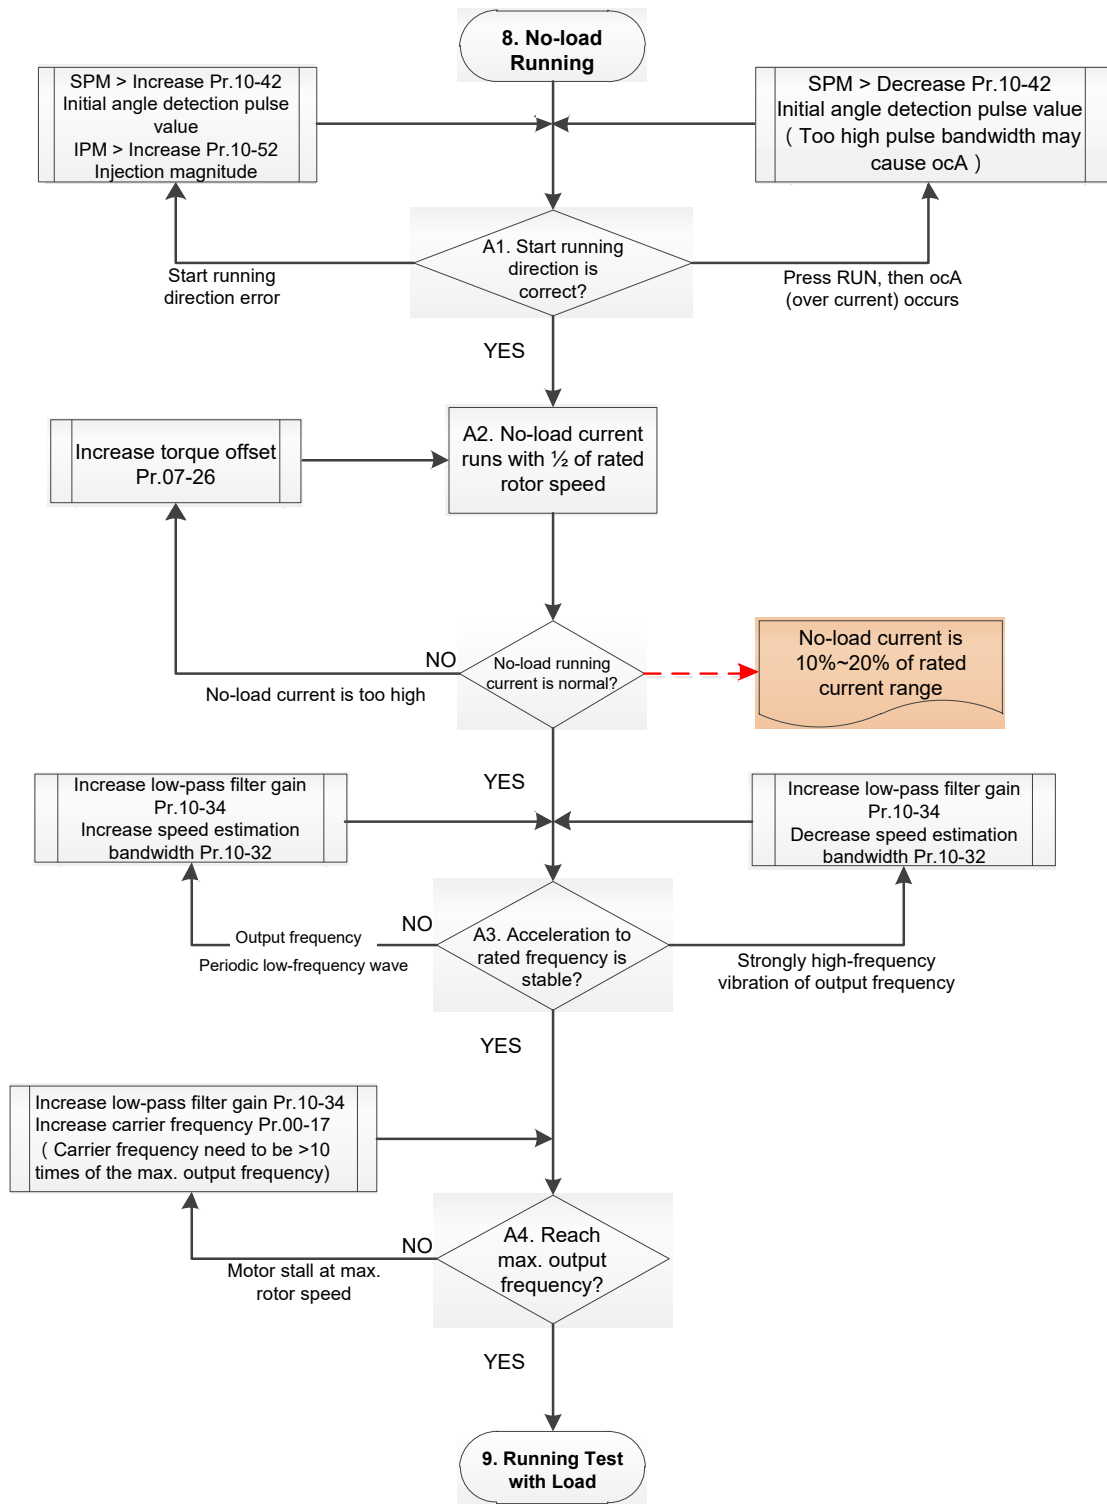 8. No-load
Running
SPM > Increase Pr.10-42
Initial angle detection pulse
value
IPM > Increase Pr.10-52
Injection magnitude
SPM > Decrease Pr.10-42
Initial angle detection pulse value
( Too high pulse bandwidth may
cause ocA )
A1. Start running
direction is
correct?
Start running
direction error
Press RUN, then ocA
(over current) occurs
YES
Increase torque offset
Pr.07-26
A2. No-load current
runs with ½ of rated
rotor speed
NO
No-load current is too high
No-load running
current is normal?
No-load current is
10%~20% of rated
current range
YES
Increase low-pass filter gain
Pr.10-34
Increase speed estimation
bandwidth Pr.10-32
Increase low-pass filter gain
Pr.10-34
Decrease speed estimation
bandwidth Pr.10-32
NO
Output frequency
Periodic low-frequency wave
A3. Acceleration to
rated frequency is
stable?
Strongly high-frequency
vibration of output frequency
YES
Increase low-pass filter gain Pr.10-34
Increase carrier frequency Pr.00-17
( Carrier frequency need to be >10
times of the max. output frequency)
NO
Motor stall at max.
rotor speed
A4. Reach
max. output
frequency?
YES
9. Running Test
with Load